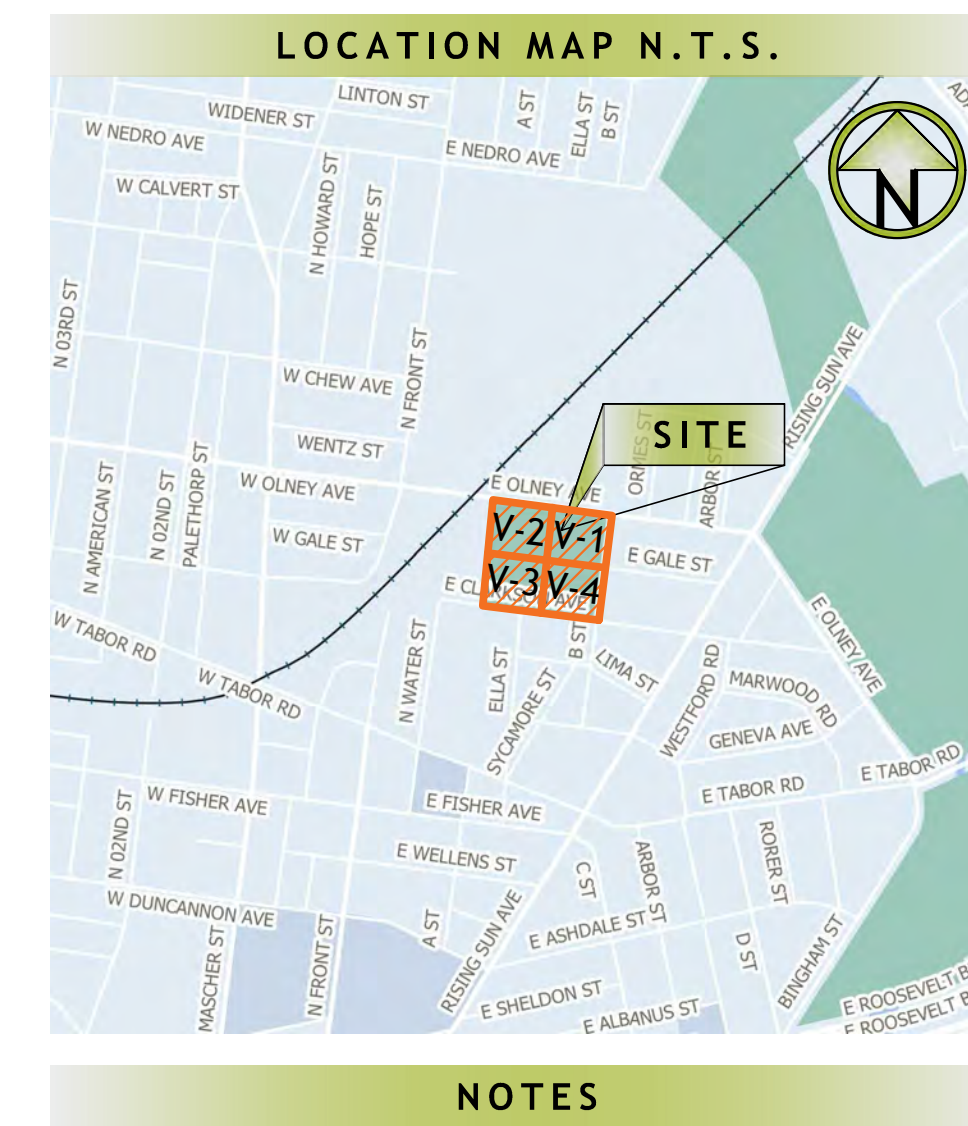 LOCATION MAP N.T.S.
LINTON ST
WIDENER ST
W NEDRO AVE
A ST
ELLA ST
B ST
E NEDRO AVE
W CALVERT ST
N HOWARD ST
HOPE ST
N
N 03RD ST
N FRONT ST
W CHEW AVE
RISING SUN AVE
WENTZ ST
SITE
ORMES ST
ARBOR ST
W OLNEY AVE
E OLNEY AVE
N AMERICAN ST
N 02ND ST
PALETHORP ST
W GALE ST
V-2
V-1
E GALE ST
V-3
V-4
E CLARKSON AVE
W TABOR RD
N WATER ST
ELLA ST
B ST
LIMA ST
E OLNEY AVE
W TABOR RD
SYCAMORE ST
WESTFORD RD
MARWOOD RD
GENEVA AVE
E TABOR RD
E TABOR RD
W FISHER AVE
E FISHER AVE
N 02ND ST
E WELLENS ST
C ST
ARBOR ST
RORER ST
W DUNCANNON AVE
MASCHER ST
N FRONT ST
A ST
RISING SUN AVE
E ASHDALE ST
D ST
BINGHAM ST
E SHELDON ST
E ALBANUS ST
E ROOSEVELT B
E ROOSEVELT B
NOTES